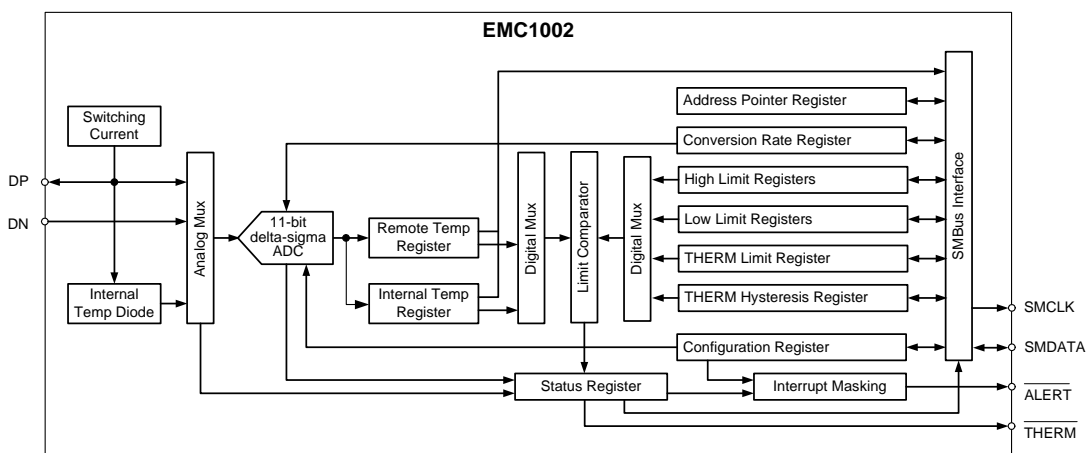 EMC1002
Switching
Current
Address Pointer Register
Conversion Rate Register
DP
DN
Analog Mux
11-bit
delta-sigma
ADC
Remote Temp
Register
Internal Temp
Register
Digital Mux
Limit Comparator
Digital Mux
High Limit Registers
Low Limit Registers
THERM Limit Register
THERM Hysteresis Register
SMBus Interface
Internal
Temp Diode
Configuration Register
Status Register
Interrupt Masking
SMCLK
SMDATA
ALERT
THERM